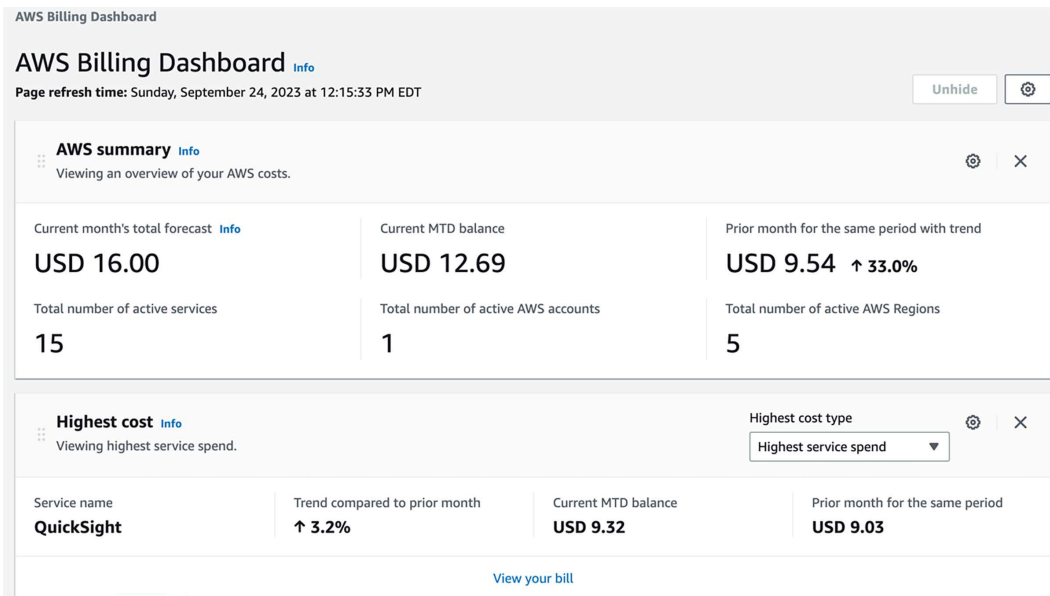 AWS Billing Dashboard
AWS Billing Dashboard Info
Page refresh time: Sunday, September 24, 2023 at 12:15:33 PM EDT
Unhide
AWS summary Info
Viewing an overview of your AWS costs.
Current month's total forecast Info
USD 16.00
Current MTD balance
USD 12.69
Prior month for the same period with trend
USD 9.54 ↑ 33.0%
Total number of active services
15
Total number of active AWS accounts
1
Total number of active AWS Regions
5
Highest cost Info
Viewing highest service spend.
Highest cost type
Highest service spend
Service name
QuickSight
Trend compared to prior month
↑ 3.2%
Current MTD balance
USD 9.32
Prior month for the same period
USD 9.03
View your bill